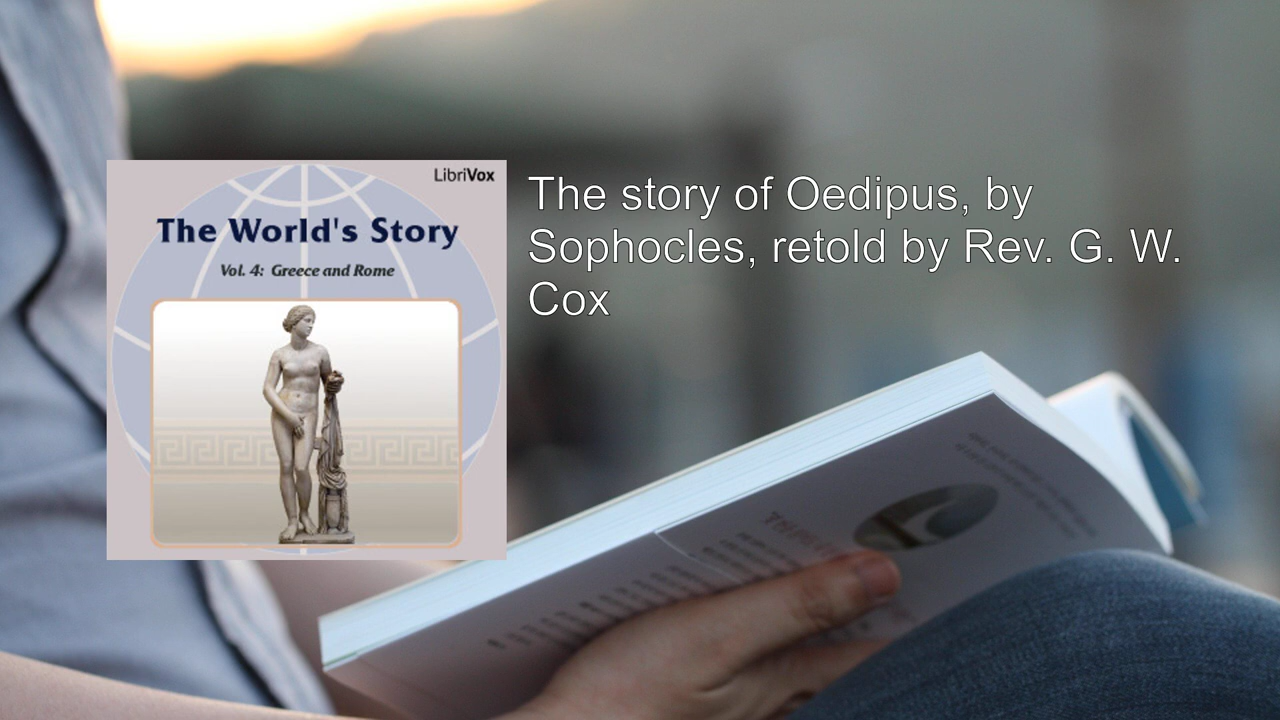 LibriVox
The World's Story
Vol. 4: Greece and Rome
The story of Oedipus, by
Sophocles, retold by Rev. G. W.
Cox